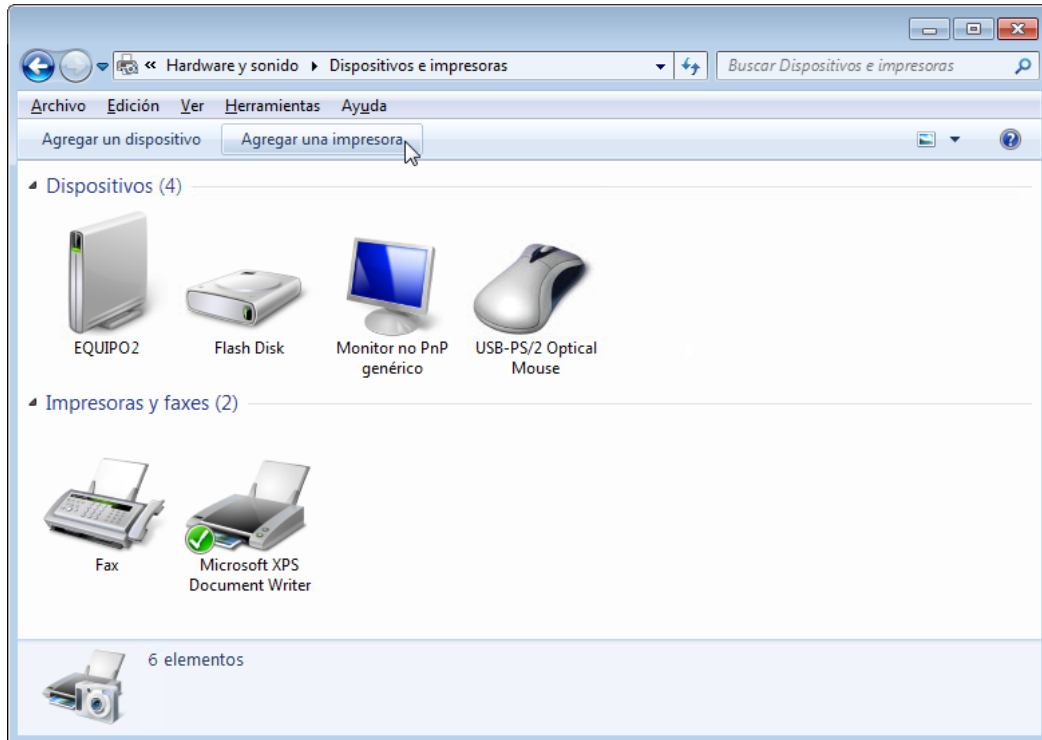 « Hardware y sonido Dispositivos e impresoras Buscar Dispositivos e impresoras
Archivo Edición Ver Herramientas Ayuda
Agregar un dispositivo Agregar una impresora
Dispositivos (4)
EQUIPO2 Flash Disk Monitor no PnP USB-PS/2 Optical
genérico Mouse
Impresoras y faxes (2)
Fax Microsoft XPS
Document Writer
6 elementos